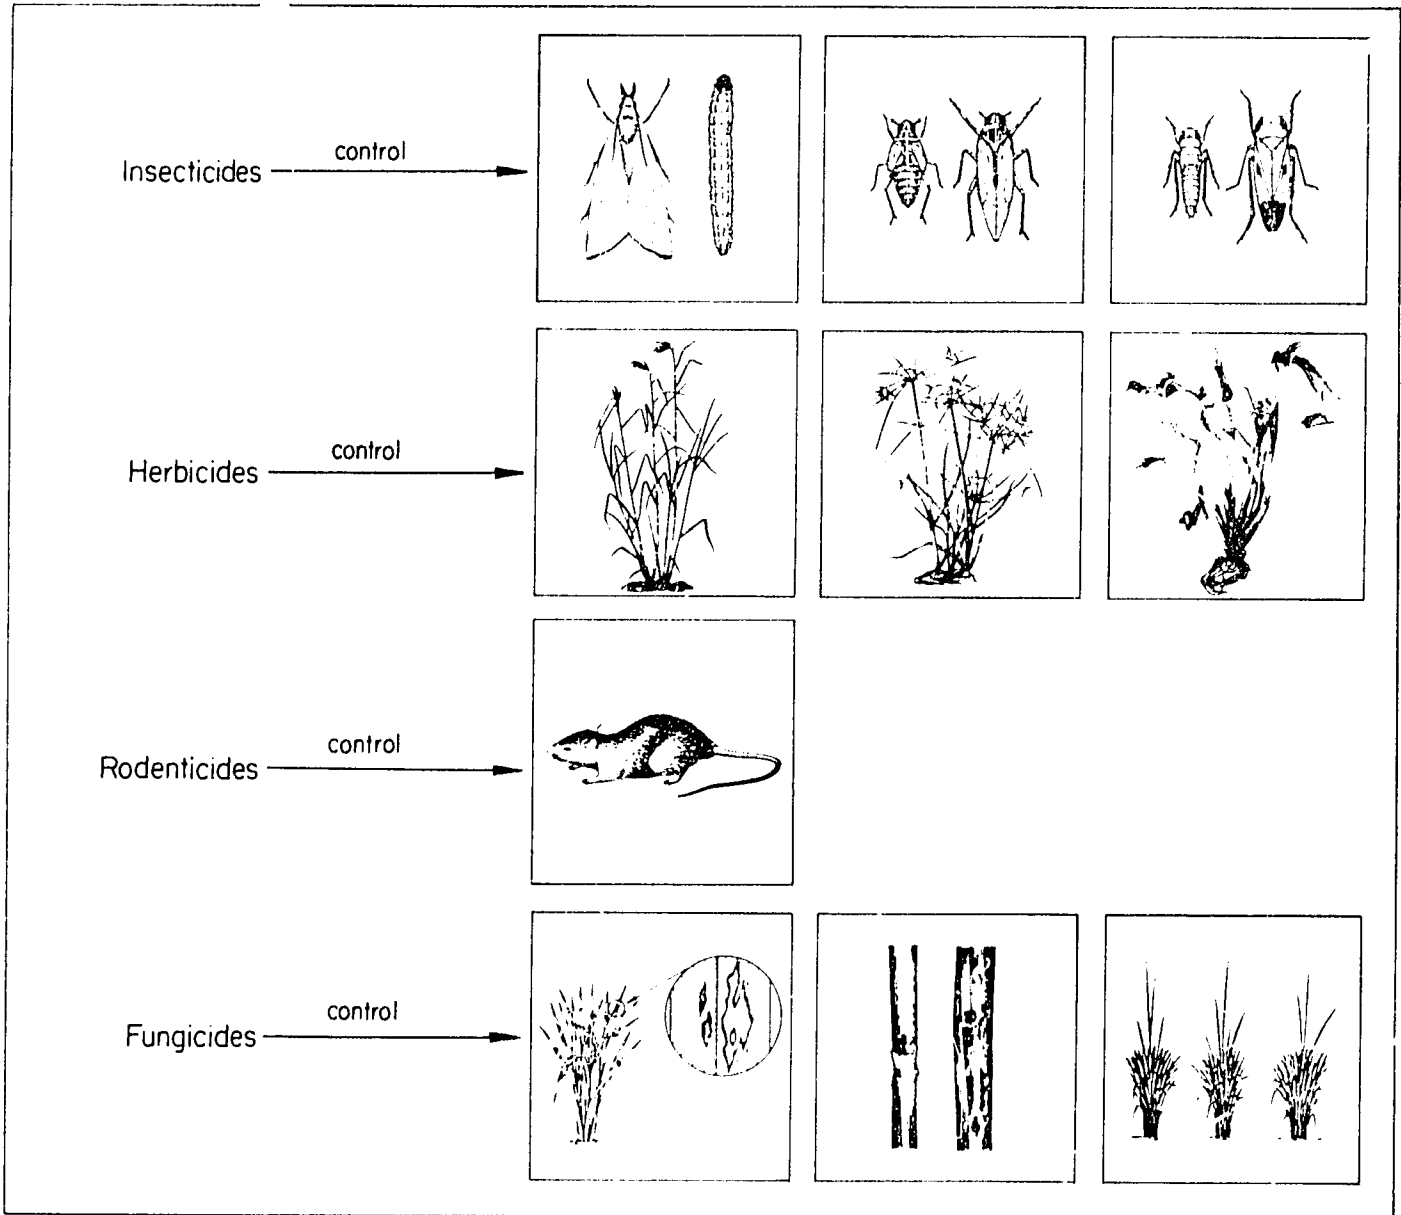 Insecticides control
Herbicides control
Rodenticides control
Fungicides control